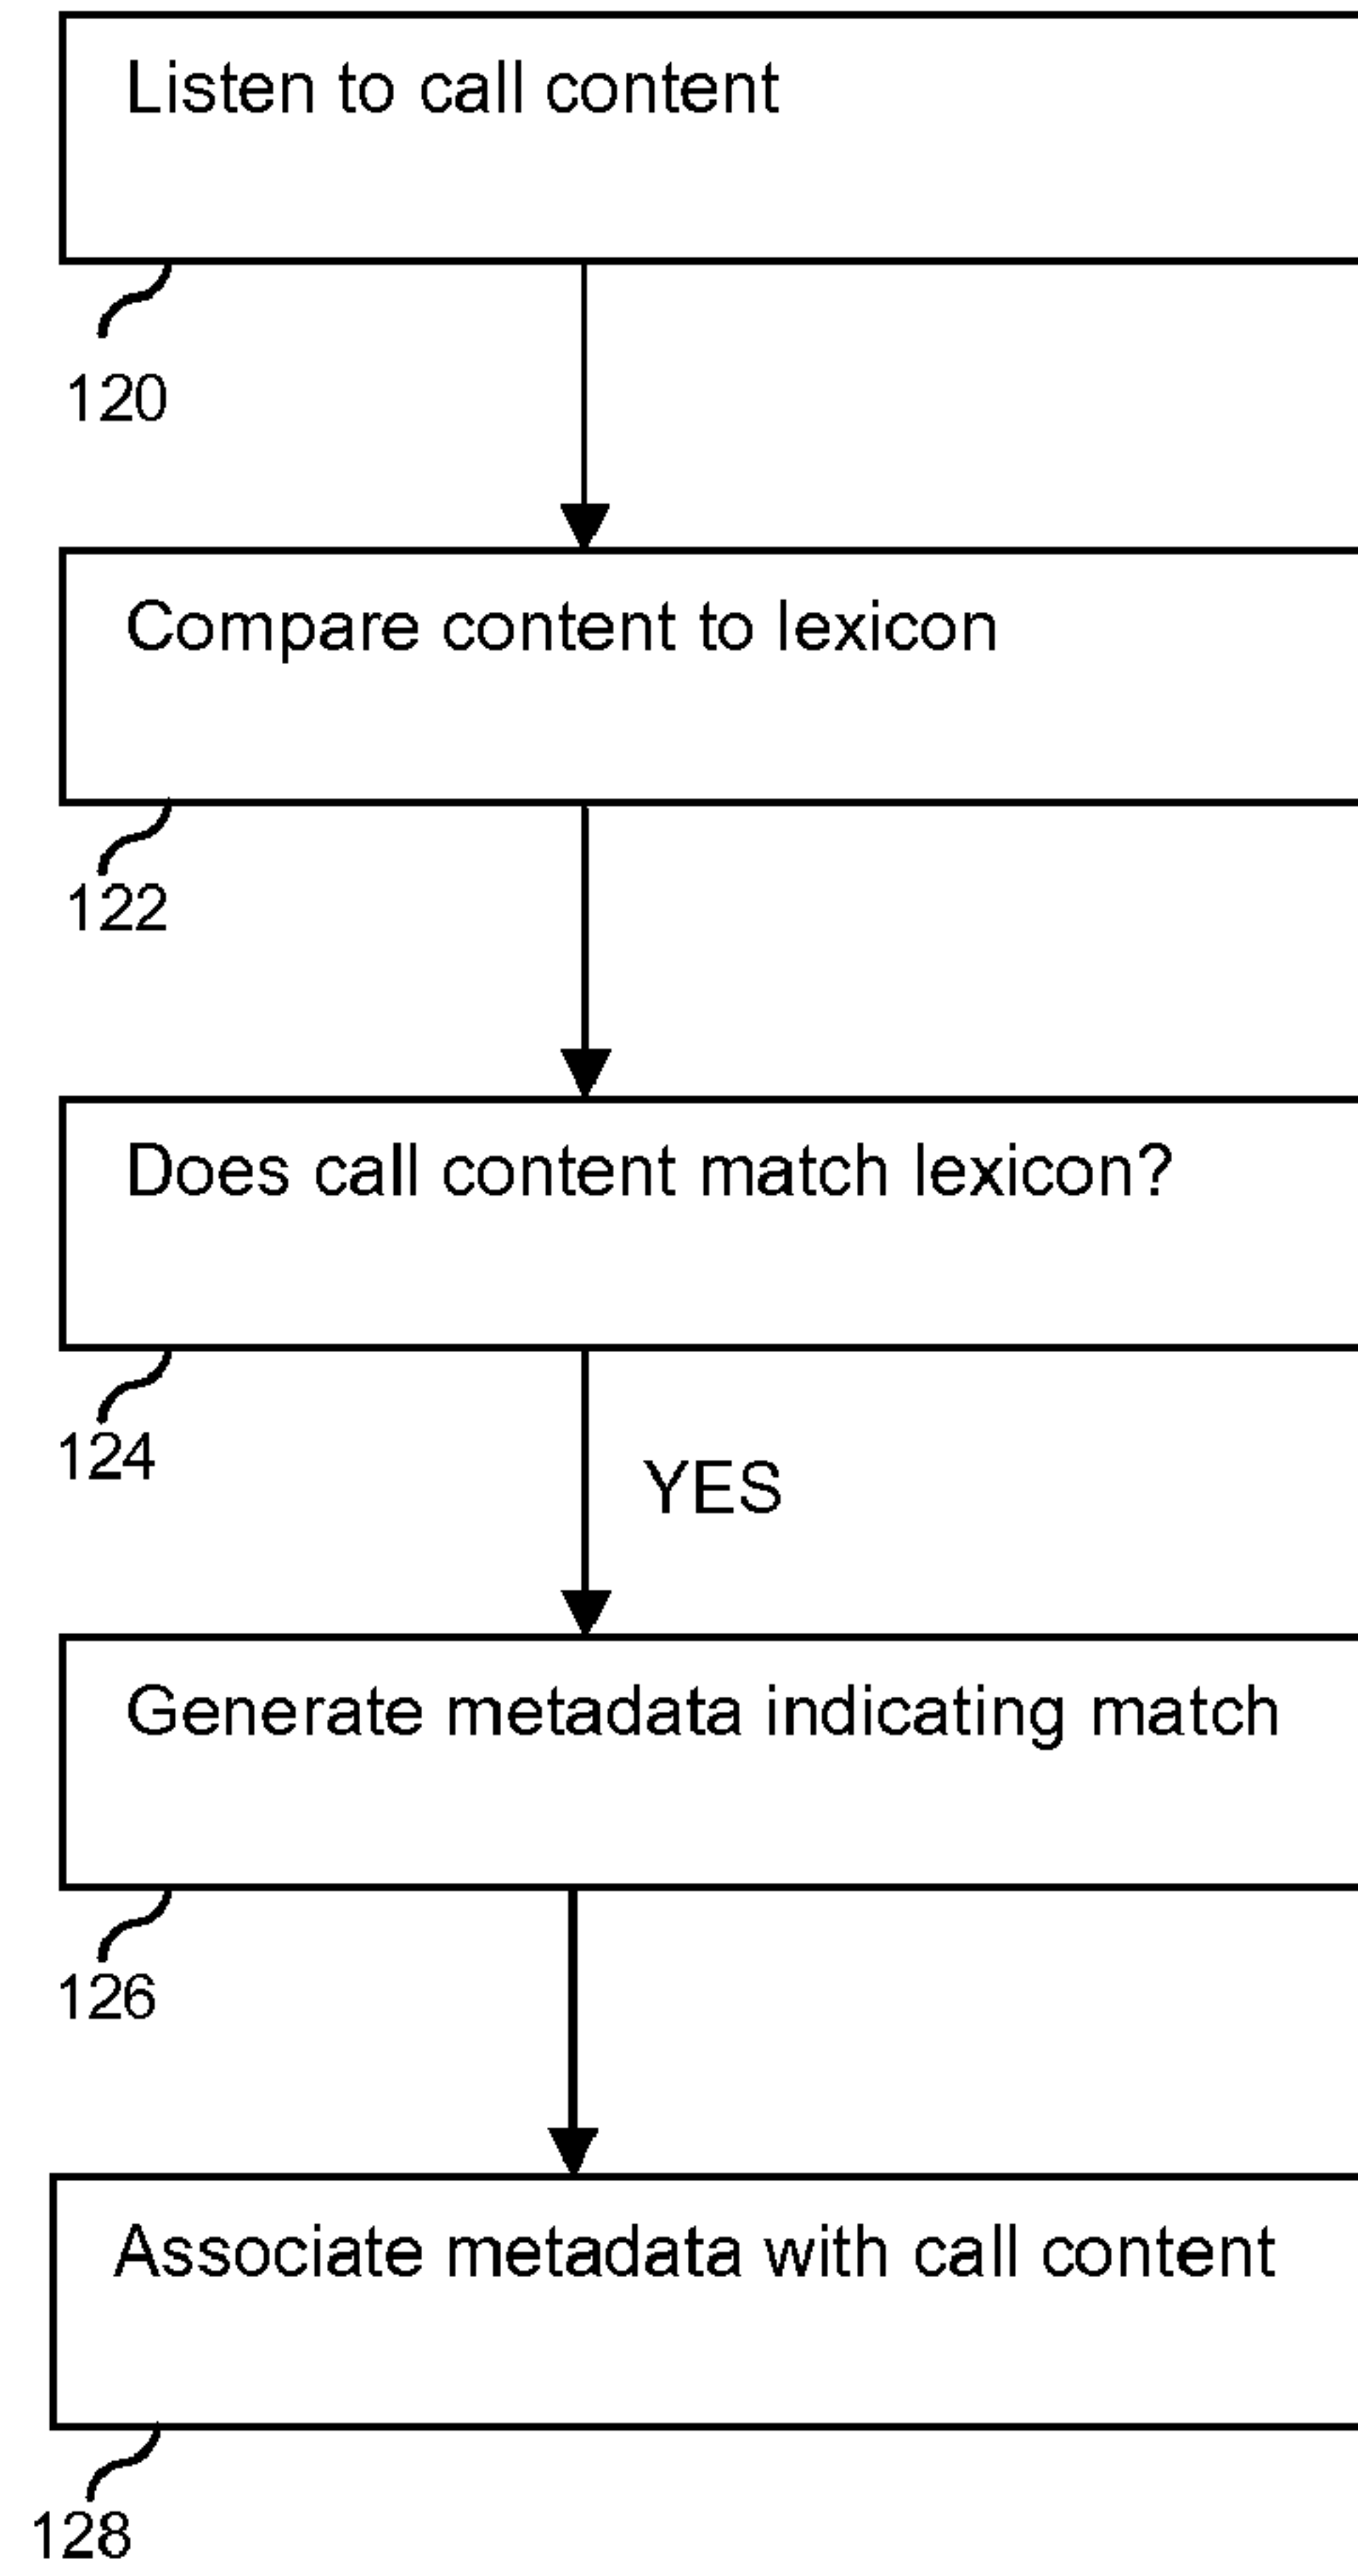 Listen to call content
120
Compare content to lexicon
122
Does call content match lexicon?
124
YES
Generate metadata indicating match
126
Associate metadata with call content
128